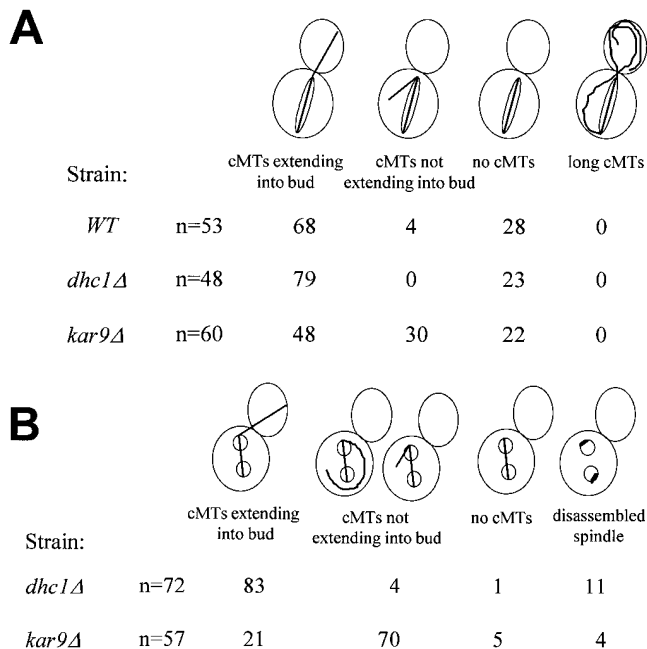 A
cMTs extending cMTs not no cMTs long cMTs
into bud extending into bud
Strain:
WT n=53 68 4 28 0
dhc1Δ n=48 79 0 23 0
kar9Δ n=60 48 30 22 0
B
cMTs extending cMTs not no cMTs disassembled
into bud extending into bud spindle
Strain:
dhc1Δ n=72 83 4 1 11
kar9Δ n=57 21 70 5 4